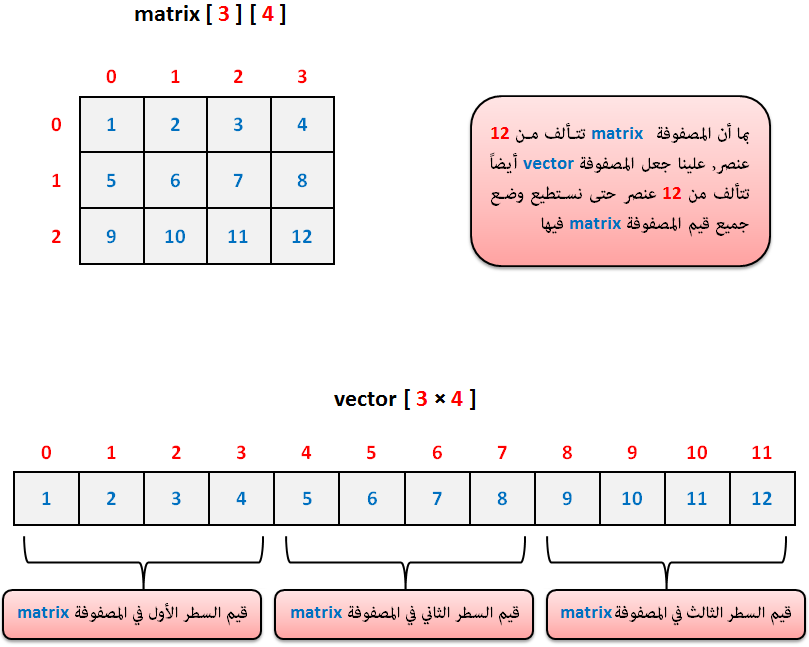 matrix [ 3 ] [ 4 ]
0 1 2 3
0 1 2 3 4
1 5 6 7 8
2 9 10 11 12
بما أن المصفوفة matrix تتألف من 12
عنصر, علينا جعل المصفوفة vector أيضاً
تتألف من 12 عنصر حتى نستطيع وضع
جميع قيم المصفوفة matrix فيها
vector [ 3 × 4 ]
0 1 2 3 4 5 6 7 8 9 10 11
1 2 3 4 5 6 7 8 9 10 11 12
قيم السطر الأول في المصفوفة matrix
قيم السطر الثاني في المصفوفة matrix
قيم السطر الثالث في المصفوفة matrix